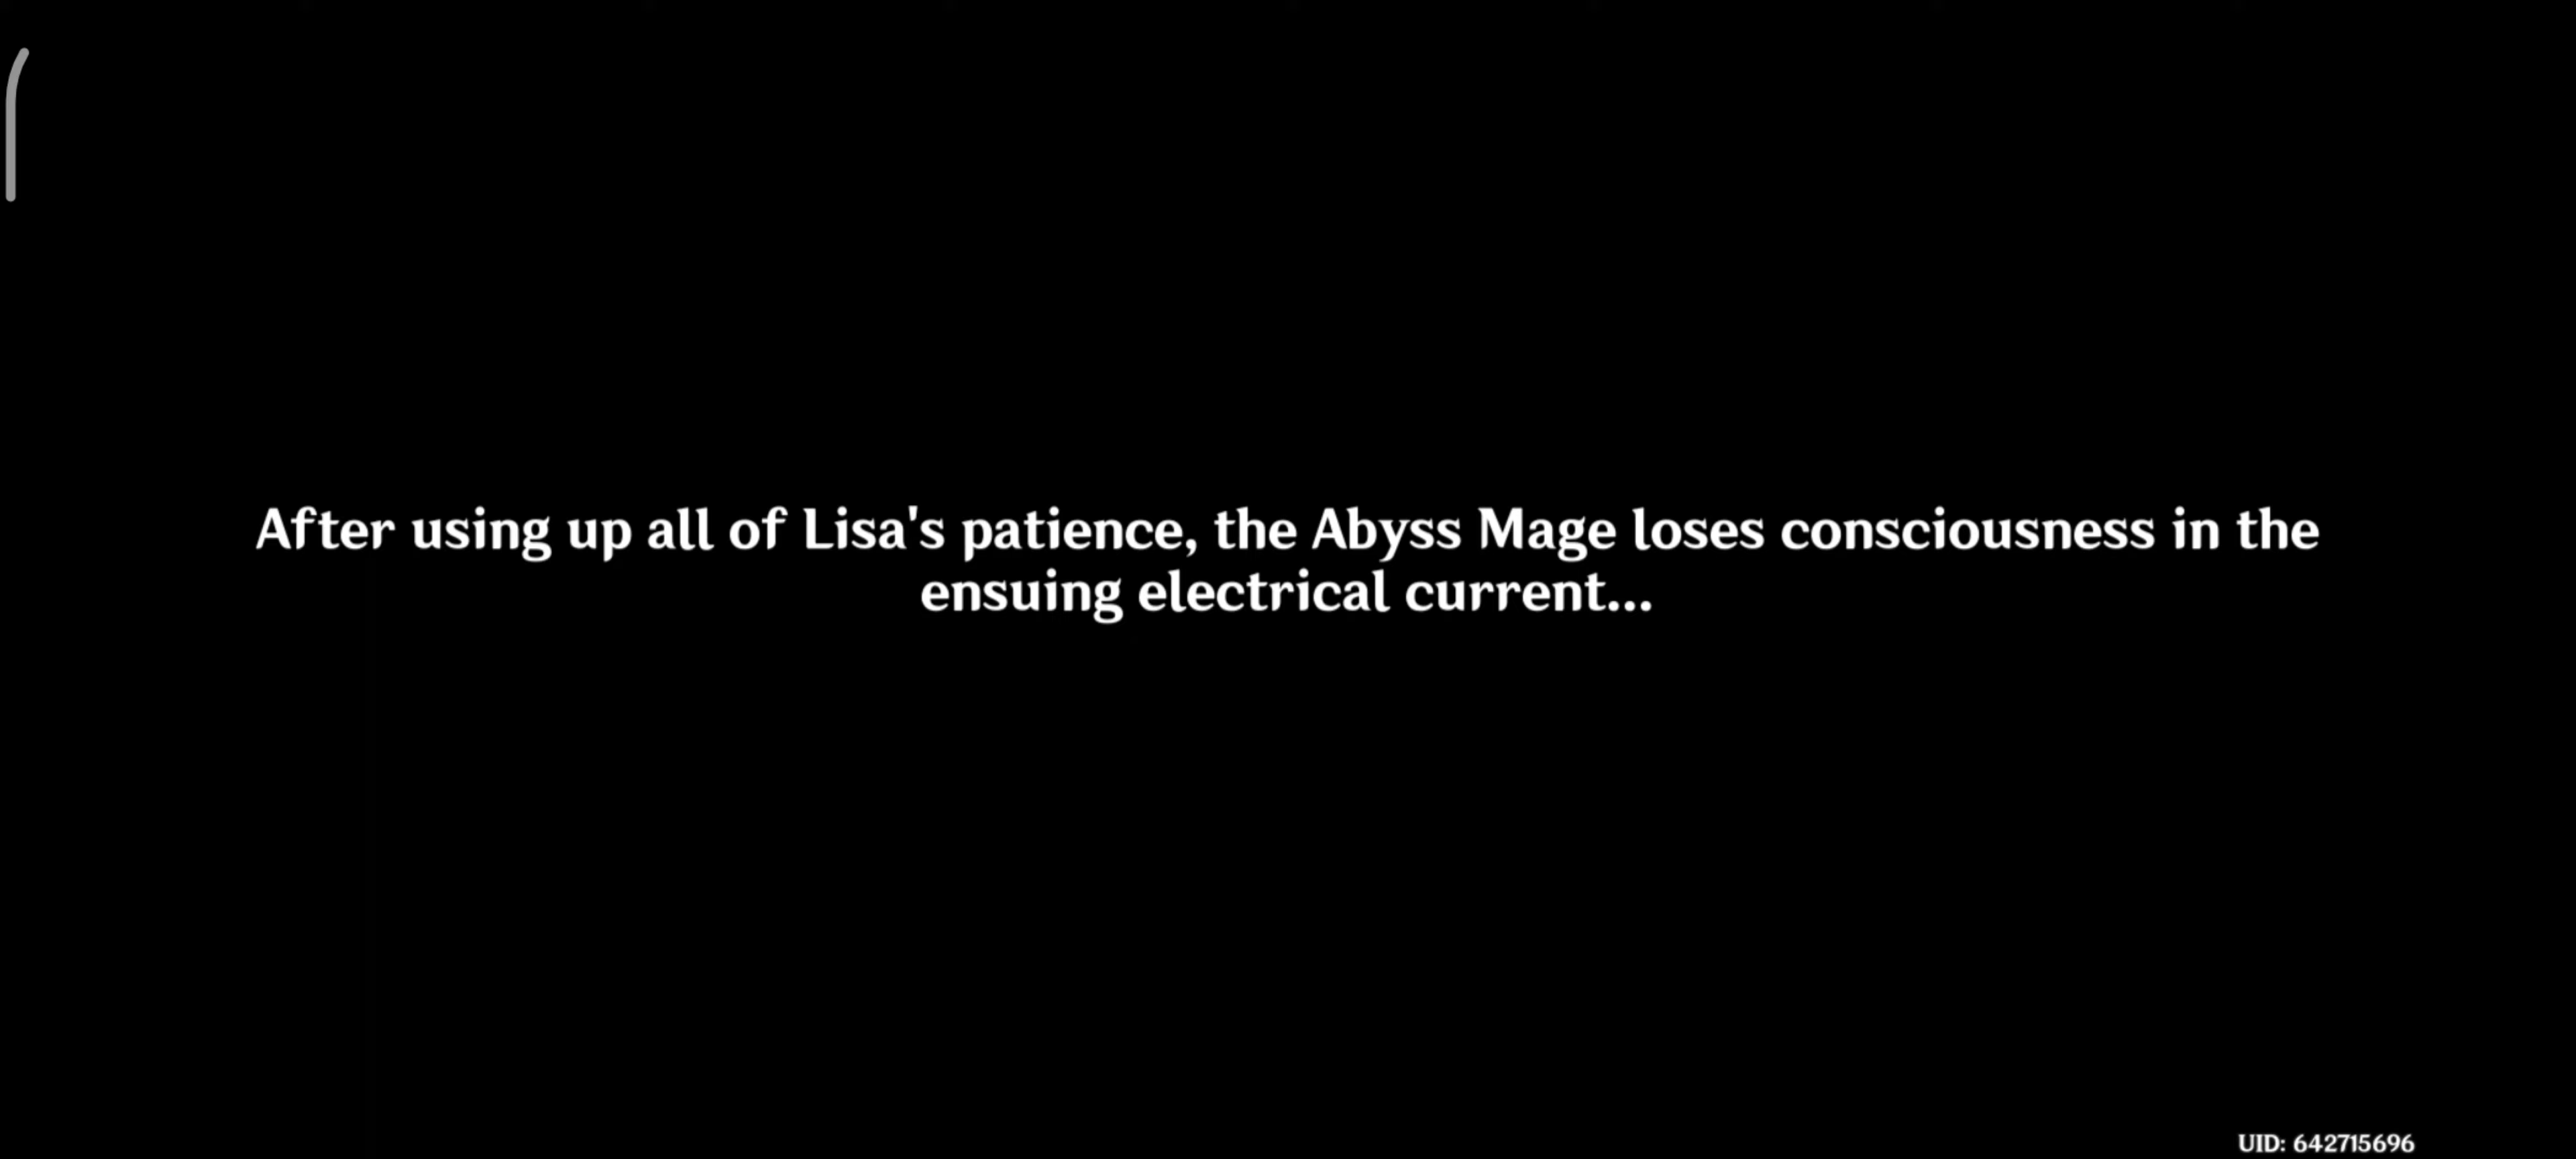 After using up all of Lisa's patience, the Abyss Mage loses consciousness in the
ensuing electrical current...
UID: 642715696